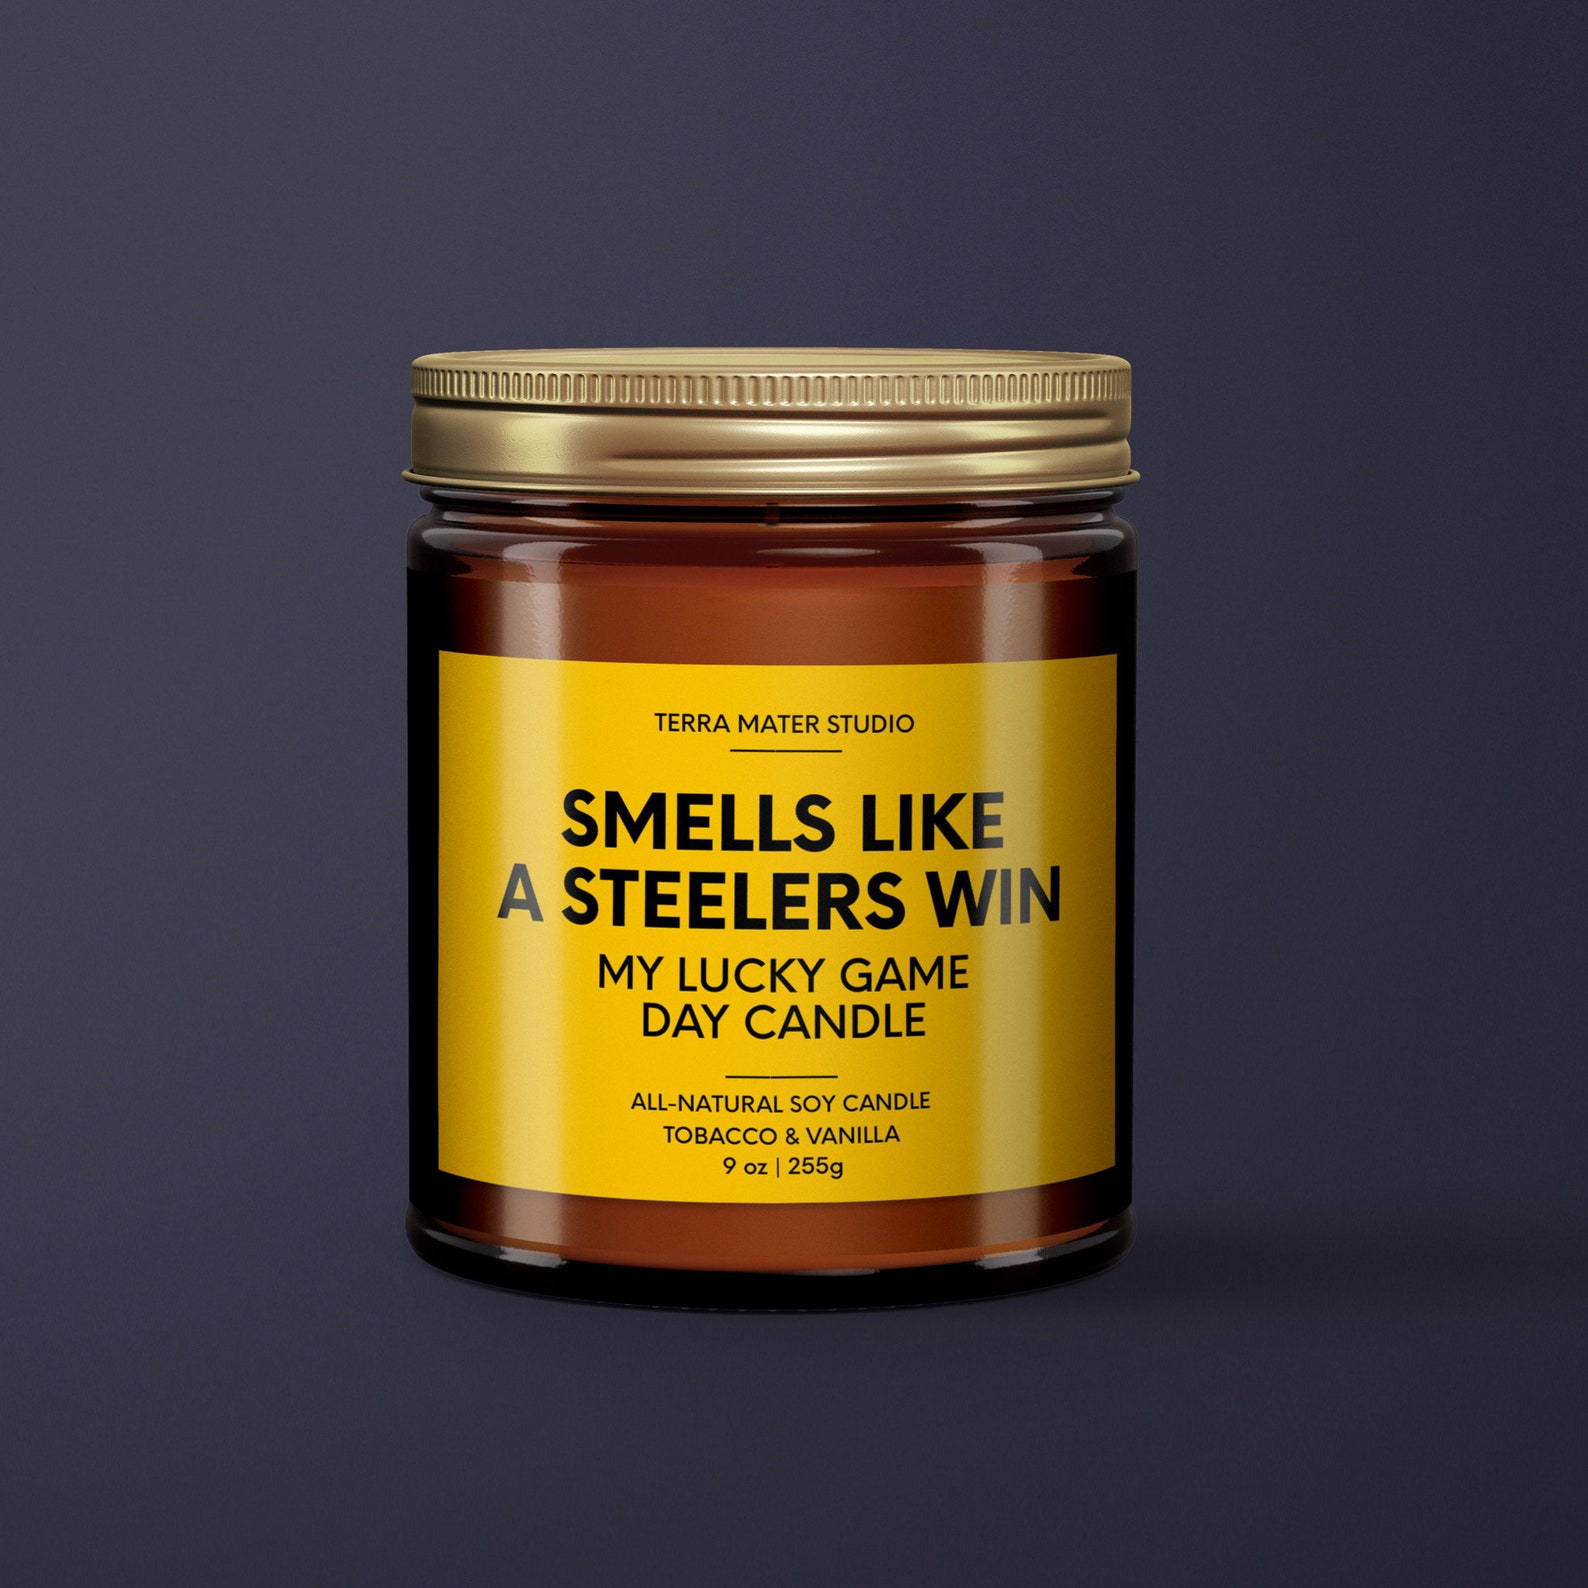 TERRA MATER STUDIO
SMELLS LIKE
A STEELERS WIN
MY LUCKY GAME
DAY CANDLE
ALL-NATURAL SOY CANDLE
TOBACCO & VANILLA
9 oz | 255g